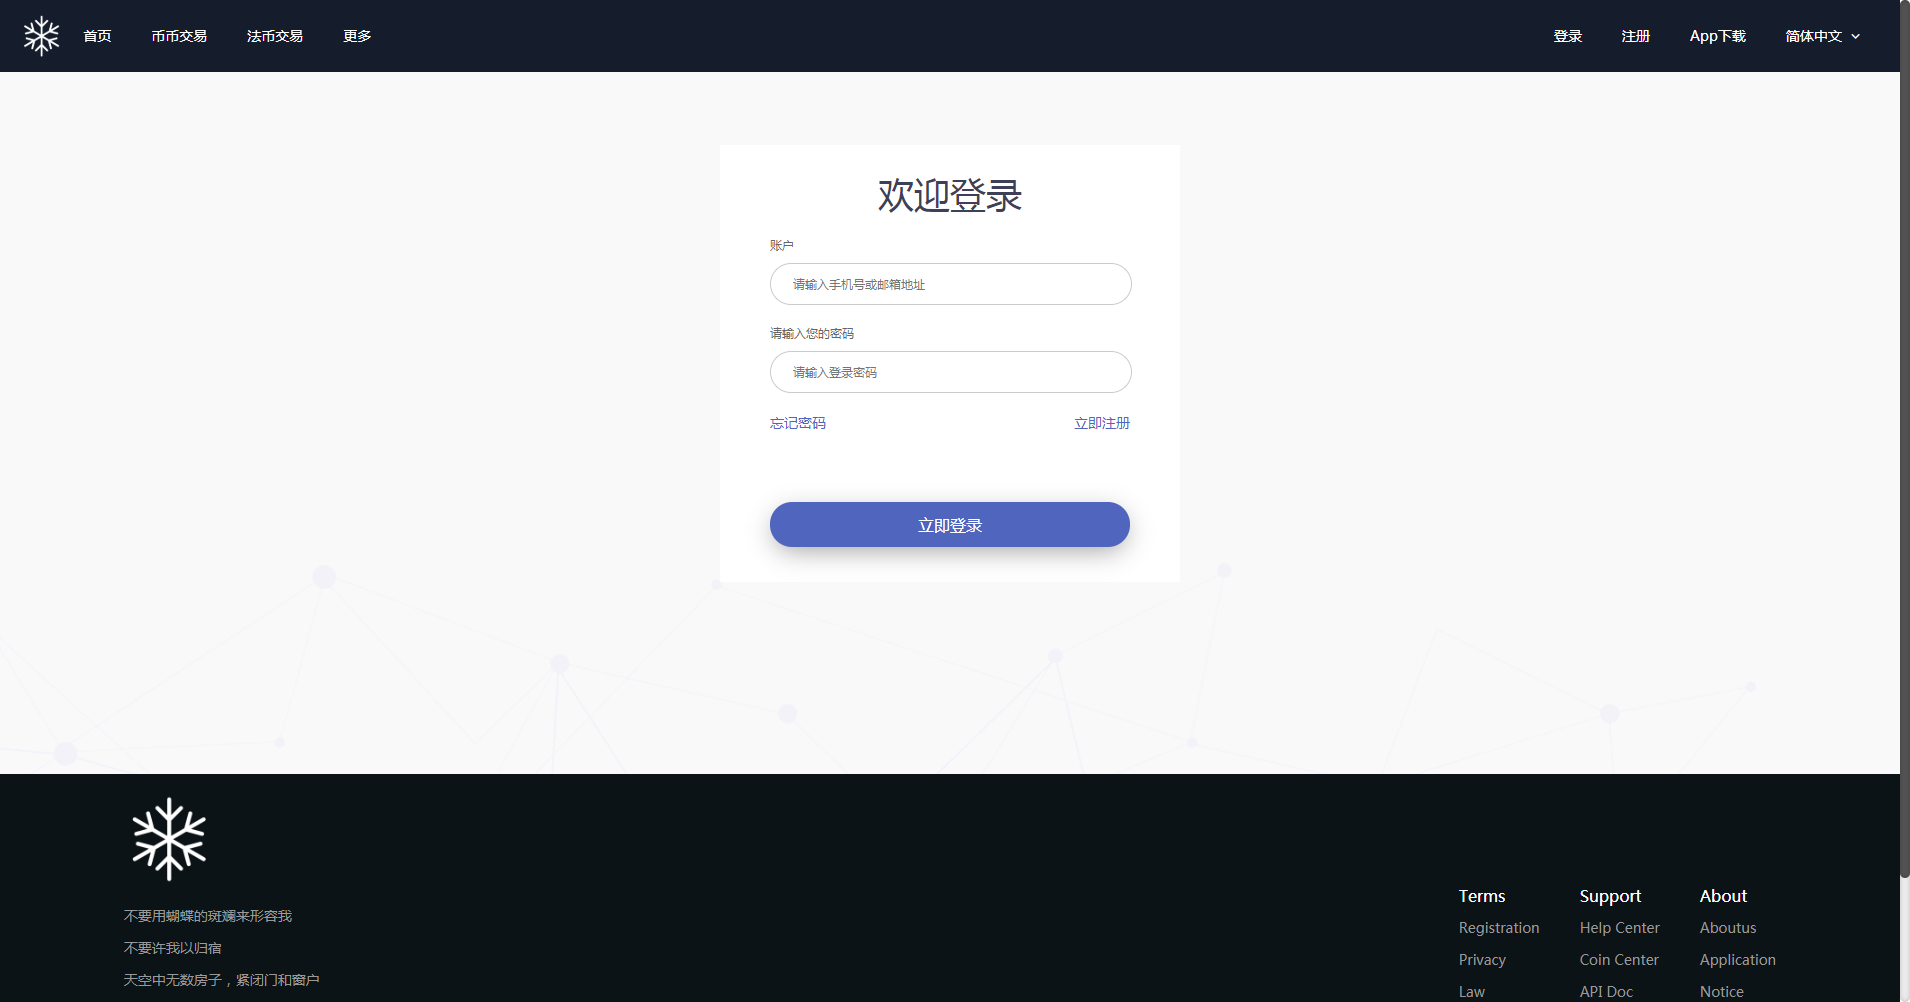 首页 币币交易 法币交易 更多 登录 注册 App下载 简体中文
欢迎登录
账户
请输入手机号或邮箱地址
请输入您的密码
请输入登录密码
忘记密码 立即注册
立即登录
不要用蝴蝶的斑斓来形容我
不要许我以归宿
天空中无数房子，紧闭门和窗户
Terms Support About
Registration Help Center Aboutus
Privacy Coin Center Application
Law API Doc Notice